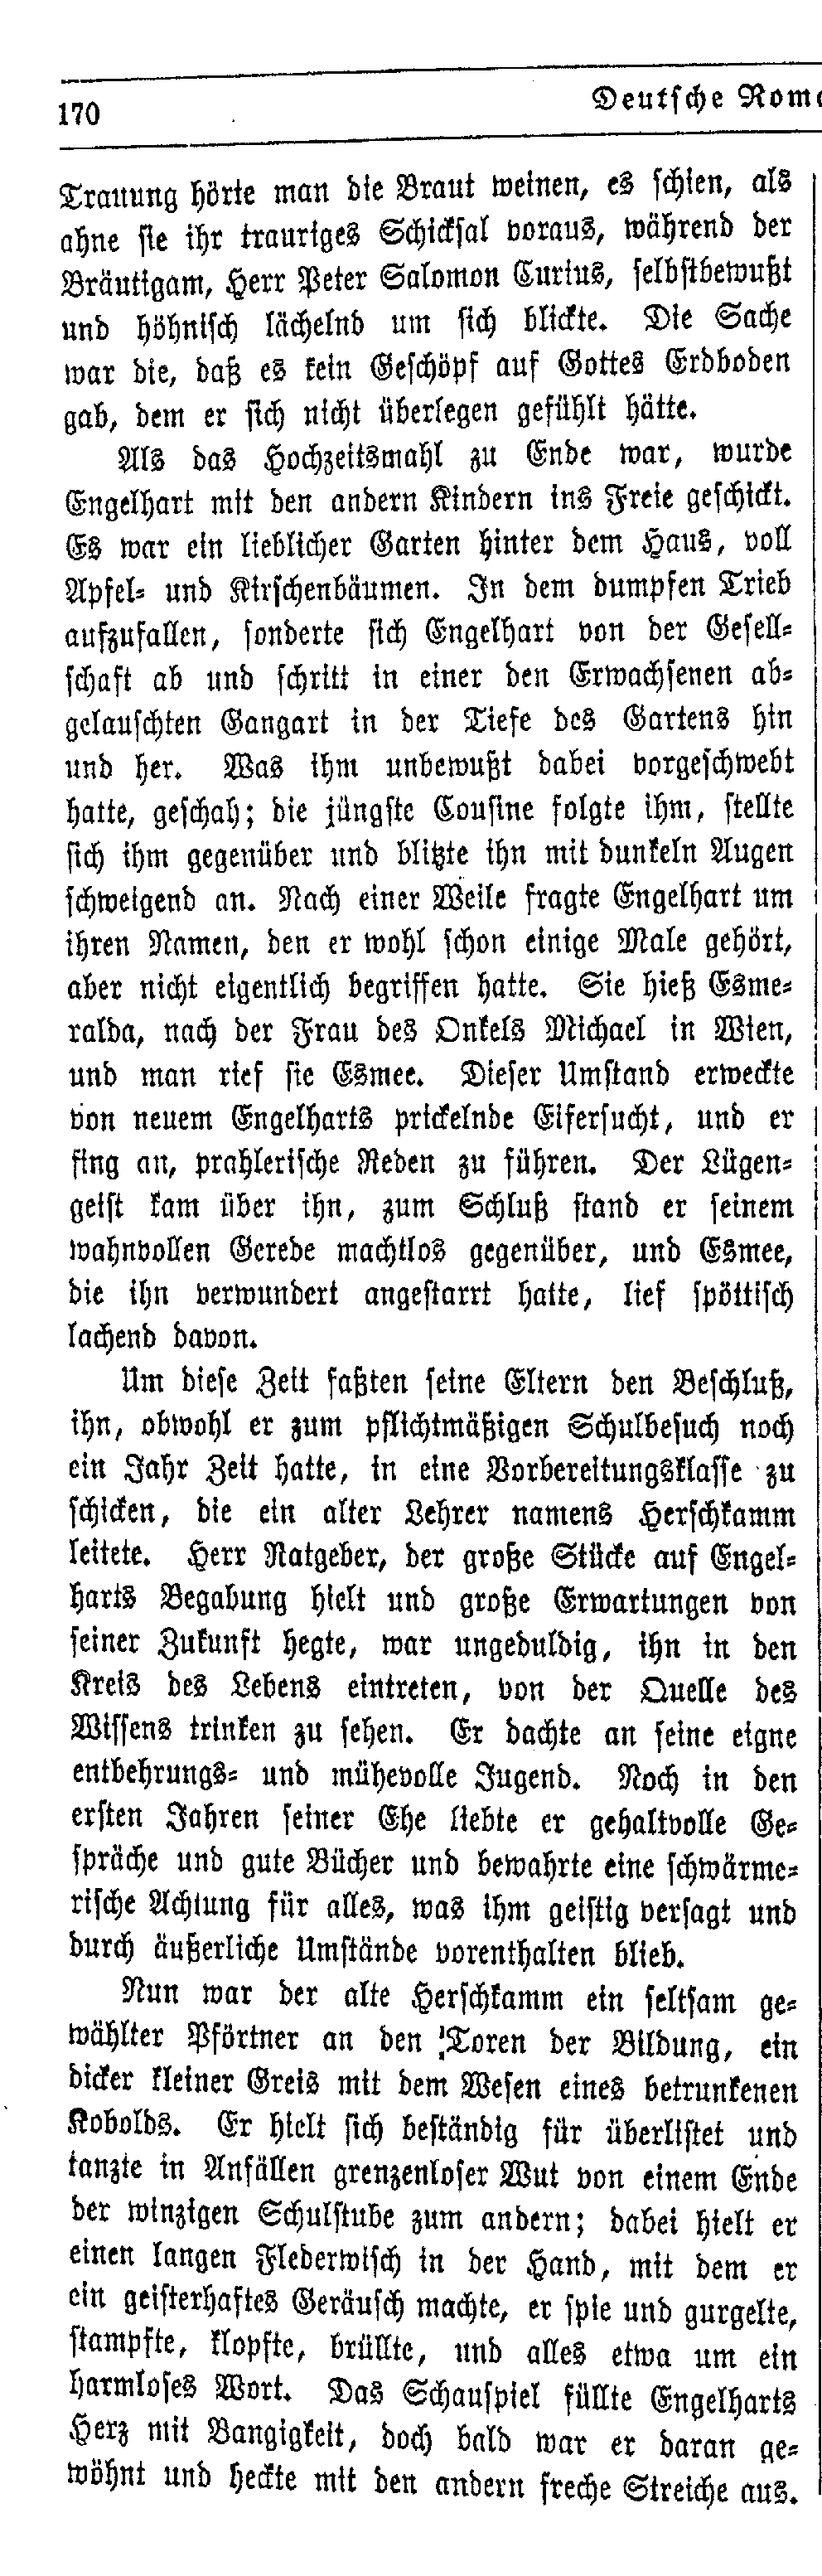 170
Deutsche Roma
Trauung hörte man die Braut weinen, es schien, als
ahne sie ihr trauriges Schicksal voraus, während der
Bräutigam, Herr Peter Salomon Curius, selbstbewußt
und höhnisch lächelnd um sich blickte. Die Sache
war die, daß es kein Geschöpf auf Gottes Erdboden
gab, dem er sich nicht überlegen gefühlt hätte.
Als das Hochzeitsmahl zu Ende war, wurde
Engelhart mit den andern Kindern ins Freie geschickt.
Es war ein lieblicher Garten hinter dem Haus, voll
Apfel- und Kirschenbäumen. In dem dumpfen Trieb
aufzufallen, sonderte sich Engelhart von der Gesell-
schaft ab und schritt in einer den Erwachsenen ab-
gelauschten Gangart in der Tiefe des Gartens hin
und her. Was ihm unbewußt dabei vorgeschwebt
hatte, geschah; die jüngste Cousine folgte ihm, stellte
sich ihm gegenüber und blitzte ihn mit dunkeln Augen
schweigend an. Nach einer Weile fragte Engelhart um
ihren Namen, den er wohl schon einige Male gehört,
aber nicht eigentlich begriffen hatte. Sie hieß Esme-
ralda, nach der Frau des Onkels Michael in Wien,
und man rief sie Esmee. Dieser Umstand erweckte
von neuem Engelharts prickelnde Eifersucht, und er
fing an, prahlerische Reden zu führen. Der Lügen-
geist kam über ihn, zum Schluß stand er seinem
wahnvollen Gerede machtlos gegenüber, und Esmee,
die ihn verwundert angestarrt hatte, lief spöttisch
lachend davon.
Um diese Zeit faßten seine Eltern den Beschluß,
ihn, obwohl er zum pflichtmäßigen Schulbesuch noch
ein Jahr Zeit hatte, in eine Vorbereitungsklasse zu
schicken, die ein alter Lehrer namens Herschkamm
leitete. Herr Ratgeber, der große Stücke auf Engel-
harts Begabung hielt und große Erwartungen von
seiner Zukunft hegte, war ungeduldig, ihn in den
Kreis des Lebens eintreten, von der Quelle des
Wissens trinken zu sehen. Er dachte an seine eigne
entbehrungs- und mühevolle Jugend. Noch in den
ersten Jahren seiner Ehe liebte er gehaltvolle Ge-
spräche und gute Bücher und bewahrte eine schwärme-
rische Achtung für alles, was ihm geistig versagt und
durch äußerliche Umstände vorenthalten blieb.
Nun war der alte Herschkamm ein seltsam ge-
wählter Pförtner an den Toren der Bildung, ein
dicker kleiner Greis mit dem Wesen eines betrunkenen
Kobolds. Er hielt sich beständig für überlistet und
tanzte in Anfällen grenzenloser Wut von einem Ende
der winzigen Schulstube zum andern; dabei hielt er
einen langen Flederwisch in der Hand, mit dem er
ein geisterhaftes Geräusch machte, er spie und gurgelte,
stampfte, klopfte, brüllte, und alles etwa um ein
harmloses Wort. Das Schauspiel füllte Engelharts
Herz mit Bangigkeit, doch bald war er daran ge-
wöhnt und heckte mit den andern freche Streiche aus.